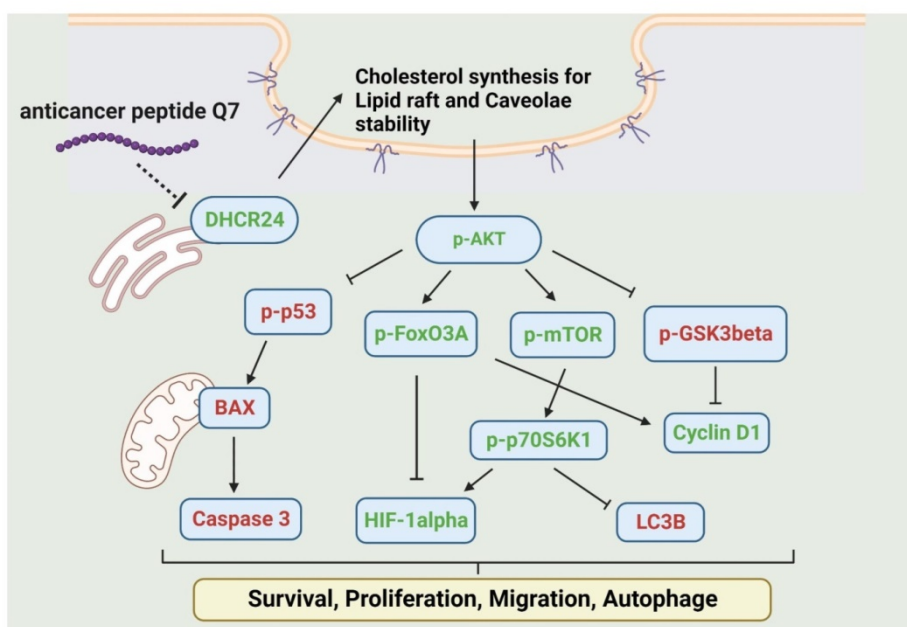 Cholesterol synthesis for
Lipid raft and Caveolae
stability
anticancer peptide Q7
DHCR24
p-AKT
p-p53
p-FoxO3A
p-mTOR
p-GSK3beta
BAX
p-p70S6K1
Cyclin D1
Caspase 3
HIF-1alpha
LC3B
Survival, Proliferation, Migration, Autophage